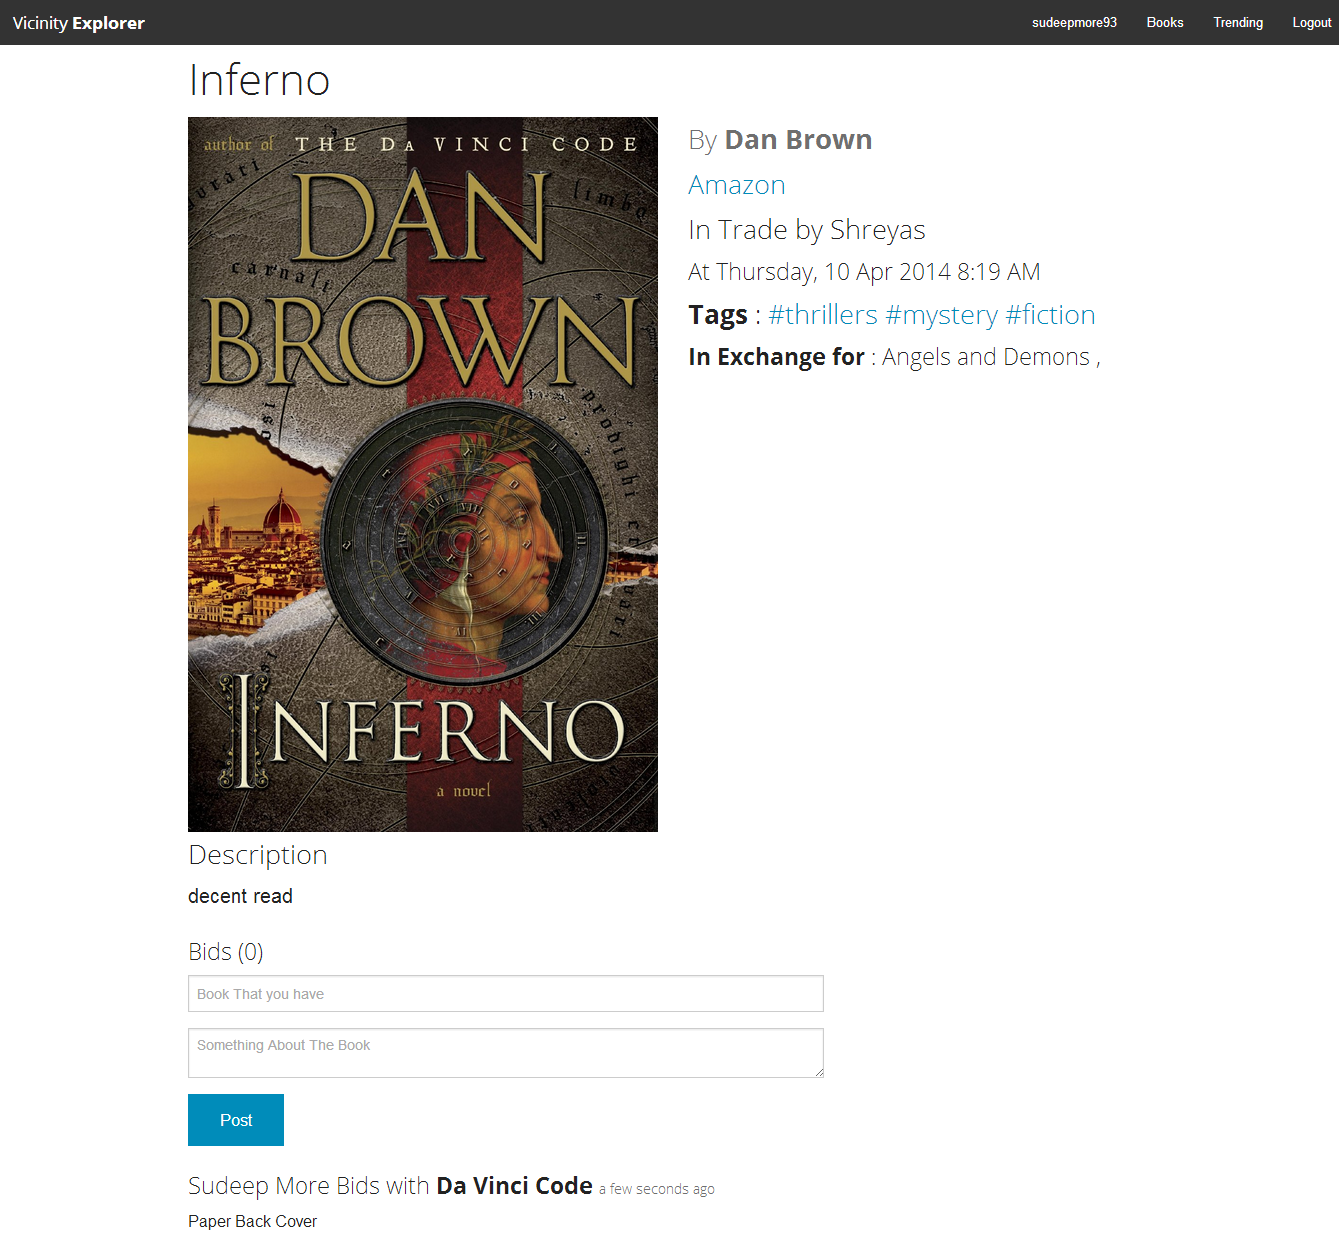 Vicinity Explorer
sudeepmore93 Books Trending Logout
Inferno
author of THE DA VINCI CODE
DAN
BROWN
limbo
carnali
prodighi
INFERNO
a novel
By Dan Brown
Amazon
In Trade by Shreyas
At Thursday, 10 Apr 2014 8:19 AM
Tags : #thrillers #mystery #fiction
In Exchange for : Angels and Demons ,
Description
decent read
Bids (0)
Book That you have
Something About The Book
Post
Sudeep More Bids with Da Vinci Code a few seconds ago
Paper Back Cover